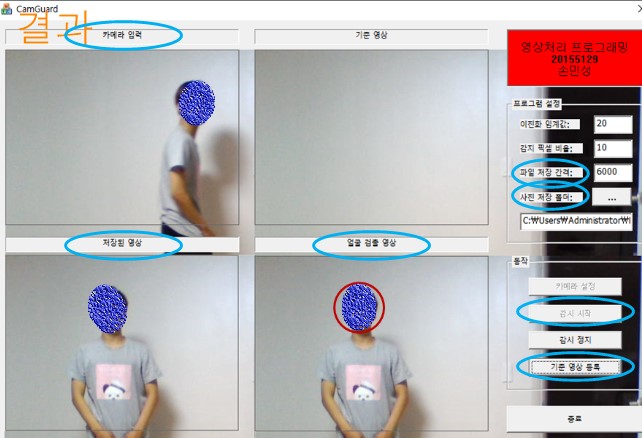 CamGuard
결과
카메라 입력
기준 영상
저장된 영상
얼굴 검출 영상
영상처리 프로그래밍
20155129
손민성
프로그램 설정
이진화 임계값:
20
감지 픽셀 비율:
10
파일 저장 간격:
6000
사진 저장 폴더:
...
C:₩Users₩Administrator₩I
동작
카메라 설정
감시 시작
감시 정지
기준 영상 등록
종료